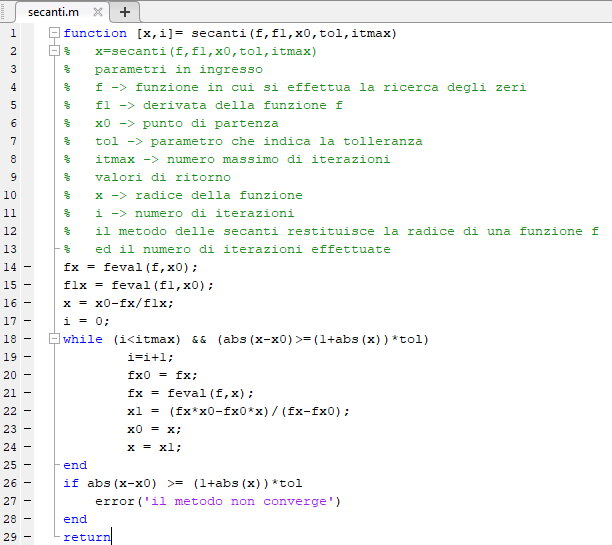 secanti.m
1 function [x,i]= secanti(f,f1,x0,tol,itmax)
2 % x=secanti(f,f1,x0,tol,itmax)
3 % parametri in ingresso
4 % f -> funzione in cui si effettua la ricerca degli zeri
5 % f1 -> derivata della funzione f
6 % x0 -> punto di partenza
7 % tol -> parametro che indica la tolleranza
8 % itmax -> numero massimo di iterazioni
9 % valori di ritorno
10 % x -> radice della funzione
11 % i -> numero di iterazioni
12 % il metodo delle secanti restituisce la radice di una funzione f
13 % ed il numero di iterazioni effettuate
14 fx = feval(f,x0);
15 f1x = feval(f1,x0);
16 x = x0-fx/f1x;
17 i = 0;
18 while (i<itmax) && (abs(x-x0)>=(1+abs(x))*tol)
19 i=i+1;
20 fx0 = fx;
21 fx = feval(f,x);
22 x1 = (fx*x0-fx0*x)/(fx-fx0);
23 x0 = x;
24 x = x1;
25 end
26 if abs(x-x0) >= (1+abs(x))*tol
27 error('il metodo non converge')
28 end
29 return